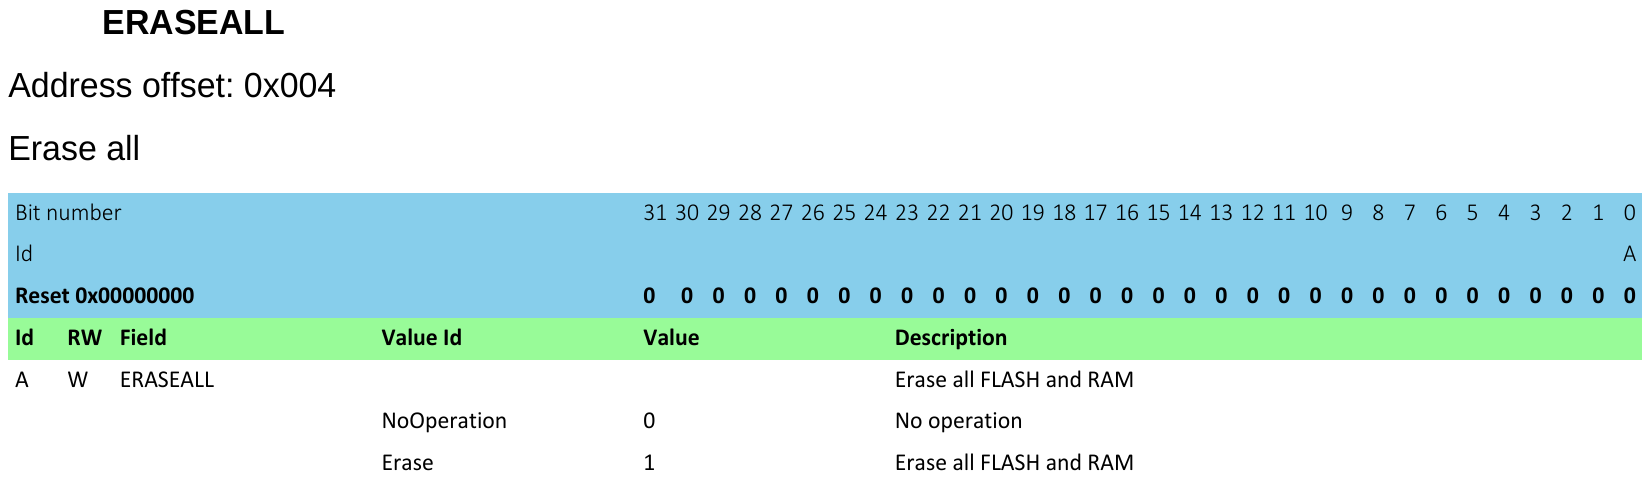 ERASEALL
Address offset: 0x004
Erase all
Bit number 31 30 29 28 27 26 25 24 23 22 21 20 19 18 17 16 15 14 13 12 11 10 9 8 7 6 5 4 3 2 1 0
Id A
Reset 0x00000000 0 0 0 0 0 0 0 0 0 0 0 0 0 0 0 0 0 0 0 0 0 0 0 0 0 0 0 0 0 0 0 0
Id RW Field Value Id Value Description
A W ERASEALL Erase all FLASH and RAM
NoOperation 0 No operation
Erase 1 Erase all FLASH and RAM